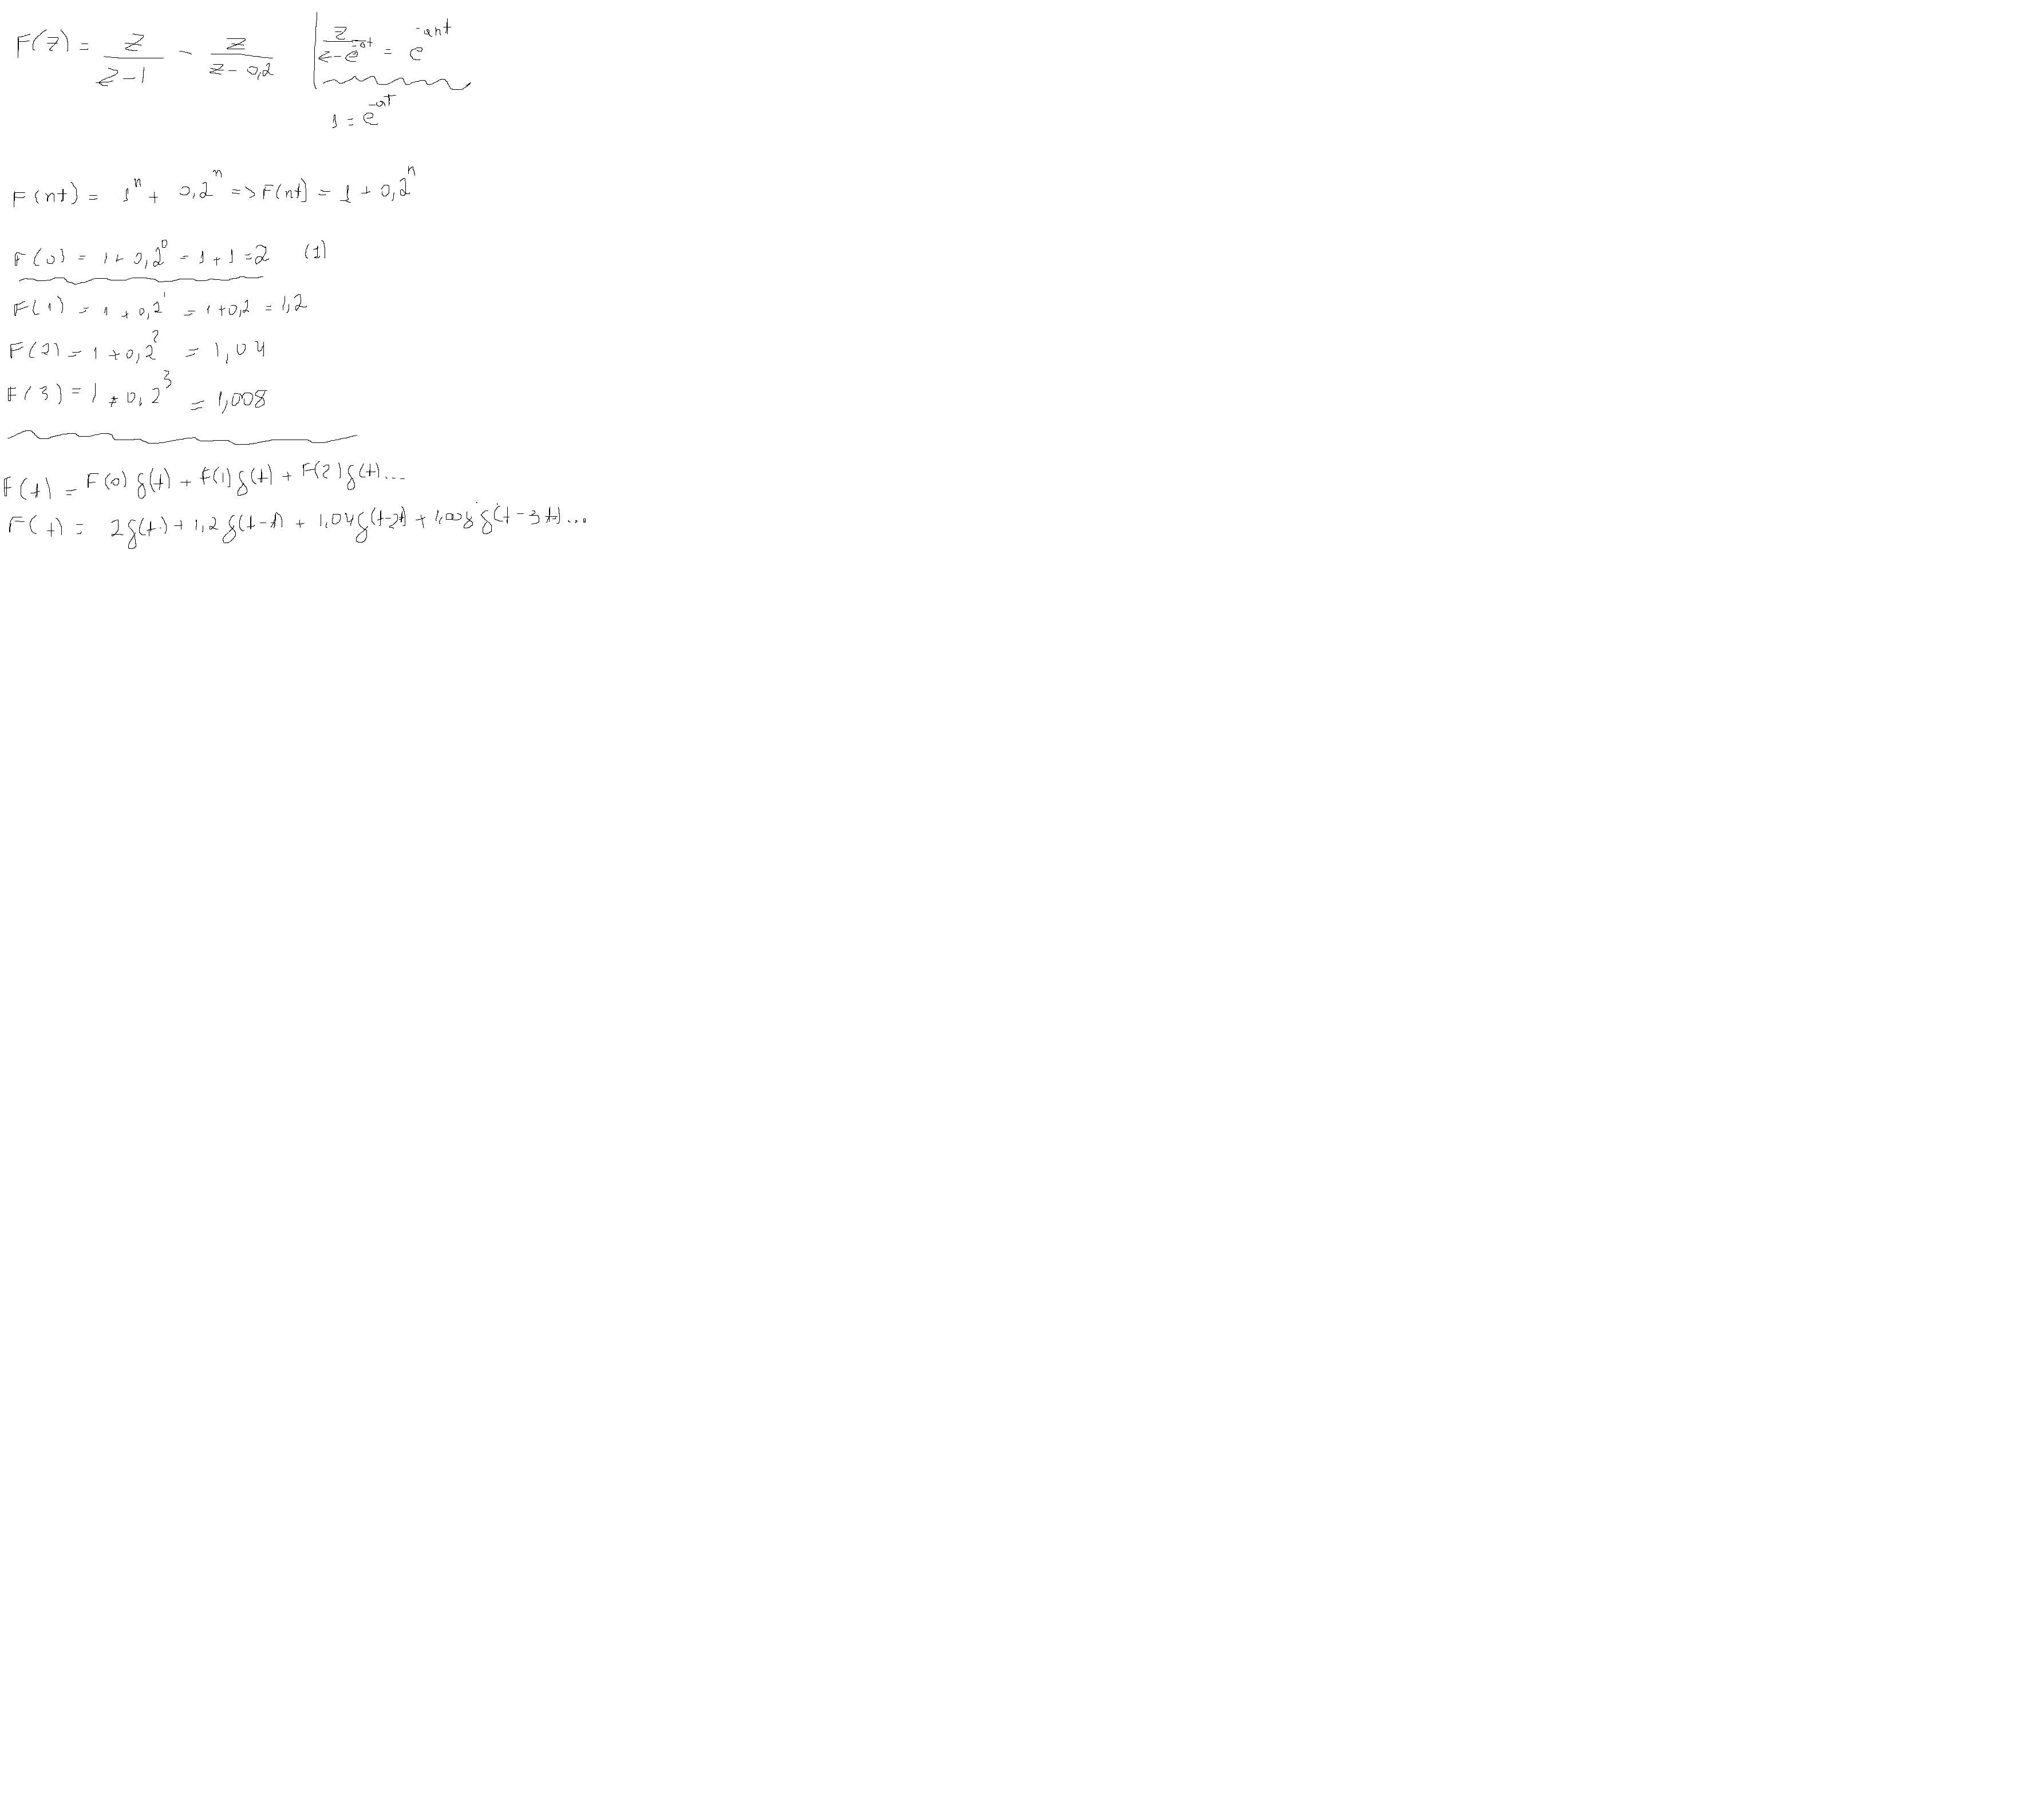 F(z) = z/(z-1) - z/(z-0,2) | z/(z-e^-at) = e^-ant
1 = e^-aT
F(nt) = 1^n + 0,2^n => F(nt) = 1 + 0,2^n
F(0) = 1+0,2^0 = 1+1=2 (1)
F(1) = 1+0,2^1 = 1+0,2 = 1,2
F(2) = 1+0,2^2 = 1,04
F(3) = 1+0,2^3 = 1,008
F(t) = F(0)δ(t) + F(1)δ(t) + F(2)δ(t)...
F(t) = 2δ(t) + 1,2δ(t-t) + 1,04δ(t-2t) + 1,008δ(t-3t)...